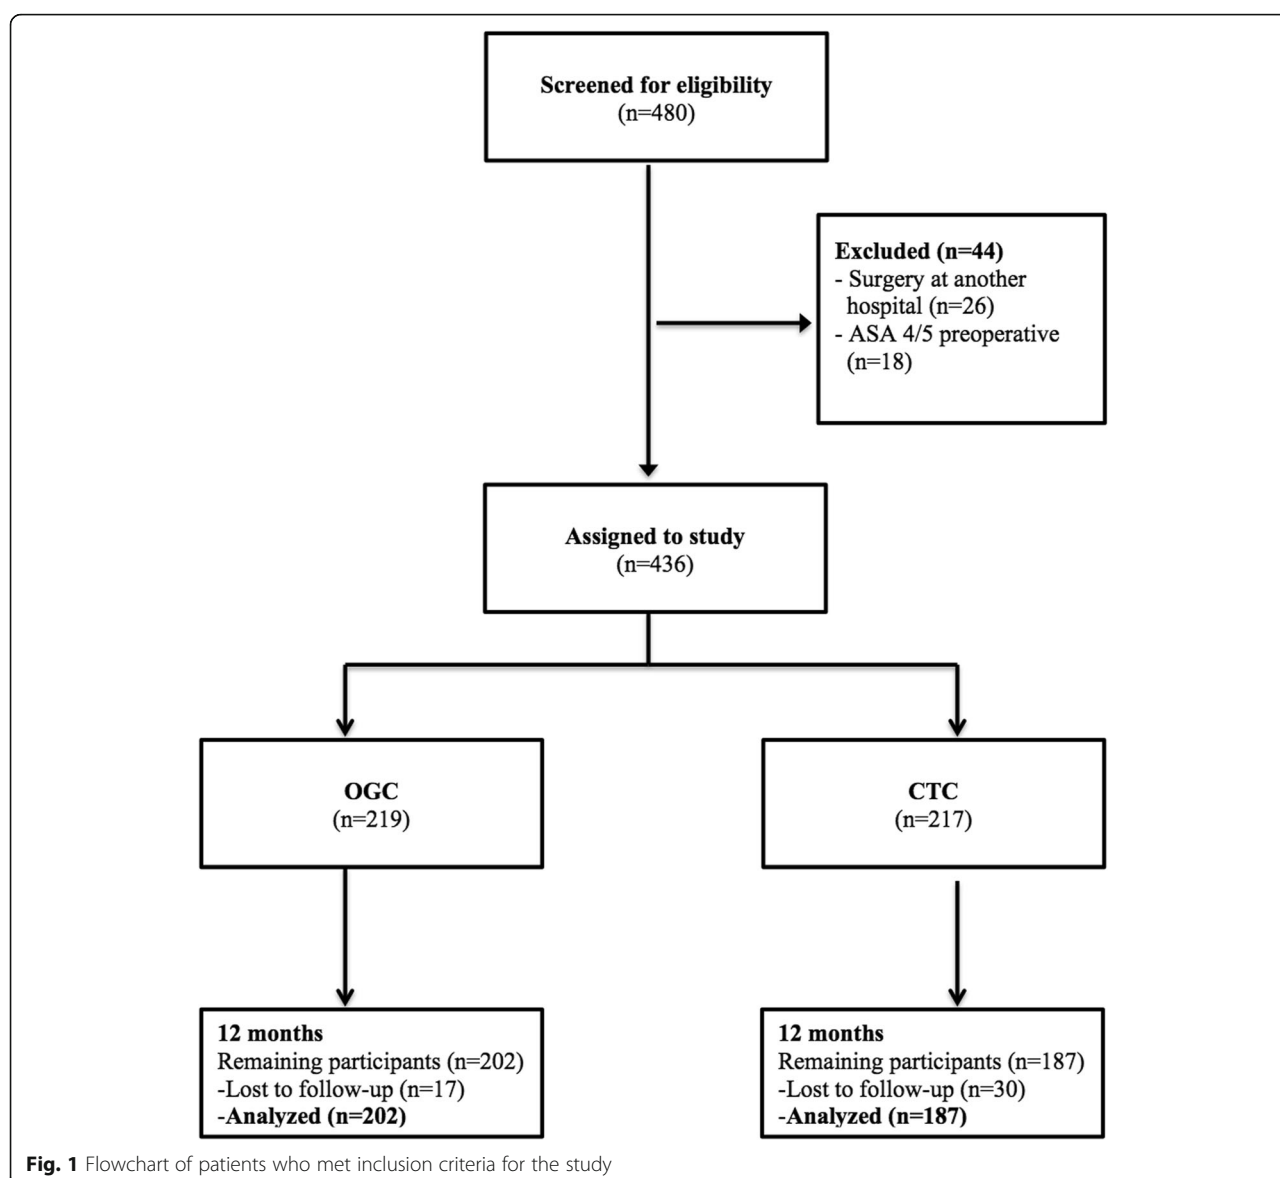 Screened for eligibility
(n=480)
Excluded (n=44)
- Surgery at another
hospital (n=26)
- ASA 4/5 preoperative
(n=18)
Assigned to study
(n=436)
OGC
(n=219)
CTC
(n=217)
12 months
Remaining participants (n=202)
-Lost to follow-up (n=17)
-Analyzed (n=202)
12 months
Remaining participants (n=187)
-Lost to follow-up (n=30)
-Analyzed (n=187)
Fig. 1 Flowchart of patients who met inclusion criteria for the study